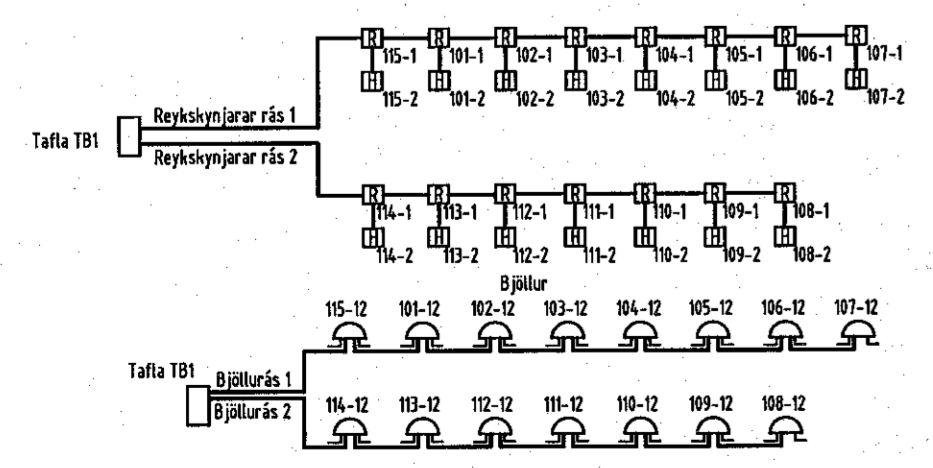 R R R R R R R R
115-1 101-1 102-1 103-1 104-1 105-1 106-1 107-1
H H H H H H H H
115-2 101-2 102-2 103-2 104-2 105-2 106-2 107-2
Reykskynjarar rás 1
Tafla TB1
Reykskynjarar rás 2
R R R R R R R
114-1 113-1 112-1 111-1 110-1 109-1 108-1
H H H H H H H
114-2 113-2 112-2 111-2 110-2 109-2 108-2
Bjöllur
115-12 101-12 102-12 103-12 104-12 105-12 106-12 107-12
Tafla TB1
Bjöllurás 1
Bjöllurás 2
114-12 113-12 112-12 111-12 110-12 109-12 108-12